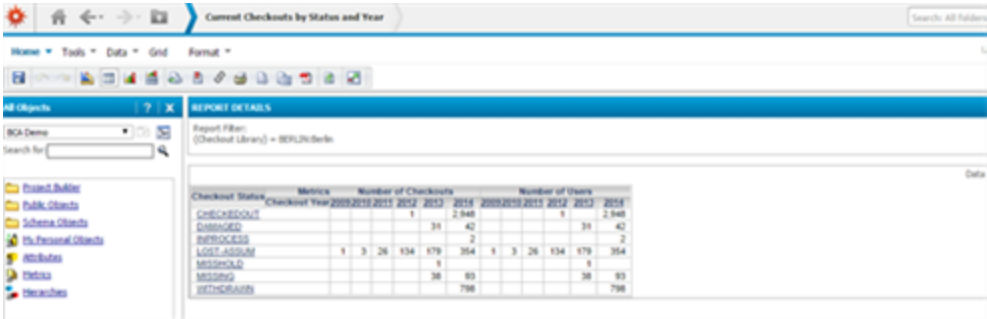 Current Checkouts by Status and Year
Search: All folders
Home Tools Data Grid Format
All Objects ? X
REPORT DETAILS
BCA Demo
Report Filter:
(Checkout Library) = BERLIN:Berlin
Search for:
Data
Project Builder
Public Objects
Schema Objects
My Personal Objects
Attributes
Metrics
Hierarchies
Checkout Status Metrics Number of Checkouts Number of Users
Checkout Year 2009 2010 2011 2012 2013 2014 2009 2010 2011 2012 2013 2014
CHECKEDOUT 1 2,948 1 2,948
DAMAGED 31 42 31 42
INPROCESS 2 2
LOST-ASSUM 1 3 26 134 179 354 1 3 26 134 179 354
MISSHOLD 1 1
MISSING 38 93 38 93
WITHDRAWN 798 798